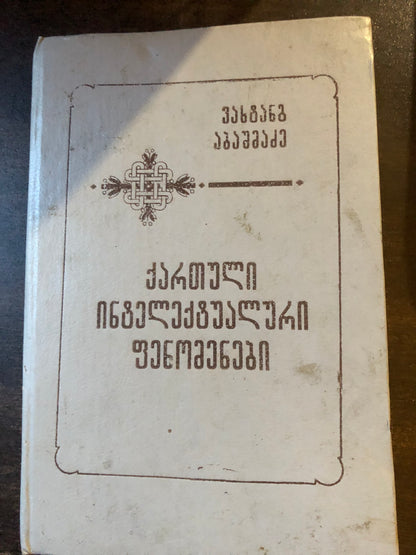 ვახტანგ
აბაშმაძე
ქართული
ინტელექტუალური
ფენომენები